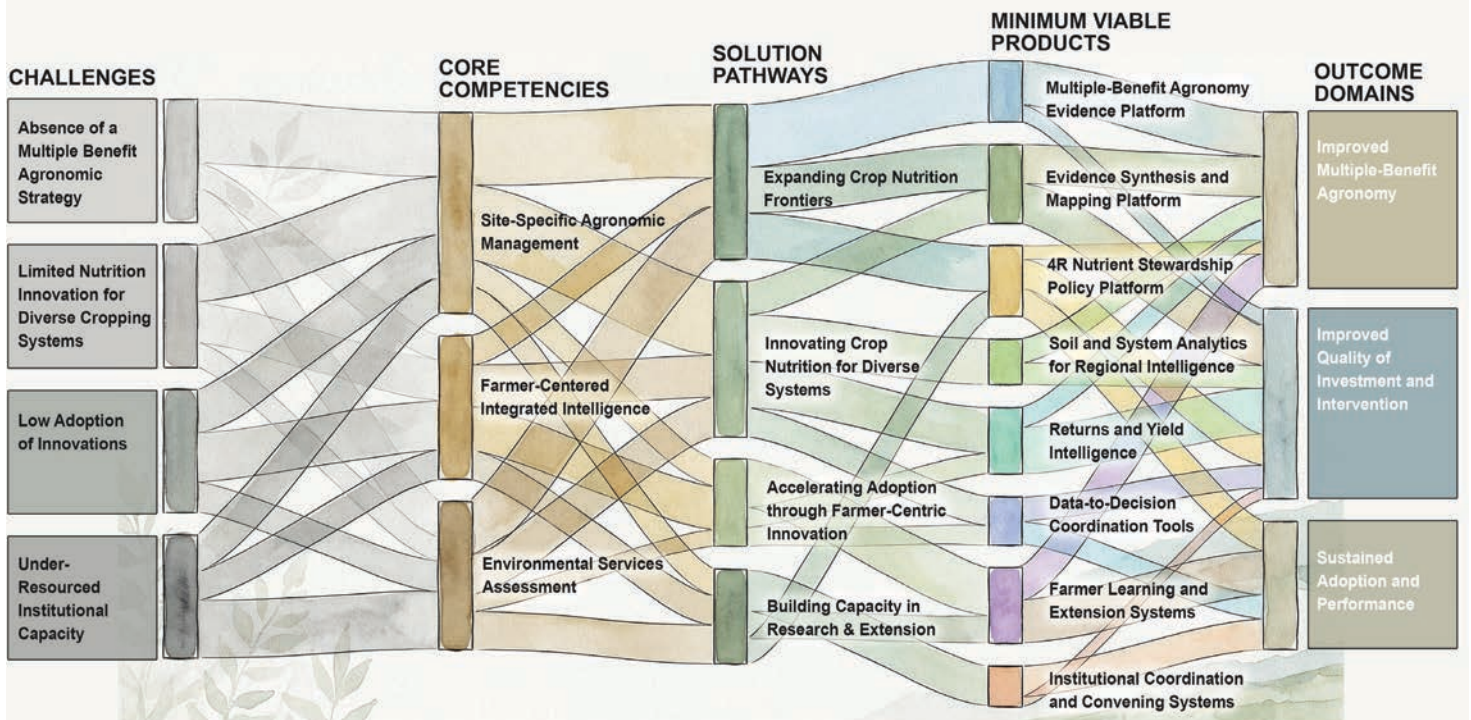 CHALLENGES
Absence of a
Multiple Benefit
Agronomic
Strategy
Limited Nutrition
Innovation for
Diverse Cropping
Systems
Low Adoption
of Innovations
Under-
Resourced
Institutional
Capacity
CORE
COMPETENCIES
Site-Specific Agronomic
Management
Farmer-Centered
Integrated Intelligence
Environmental Services
Assessment
SOLUTION
PATHWAYS
Expanding Crop Nutrition
Frontiers
Innovating Crop
Nutrition for Diverse
Systems
Accelerating Adoption
through Farmer-Centric
Innovation
Building Capacity in
Research & Extension
MINIMUM VIABLE
PRODUCTS
Multiple-Benefit Agronomy
Evidence Platform
Evidence Synthesis and
Mapping Platform
4R Nutrient Stewardship
Policy Platform
Soil and System Analytics
for Regional Intelligence
Returns and Yield
Intelligence
Data-to-Decision
Coordination Tools
Farmer Learning and
Extension Systems
Institutional Coordination
and Convening Systems
OUTCOME
DOMAINS
Improved
Multiple-Benefit
Agronomy
Improved
Quality of
Investment and
Intervention
Sustained
Adoption and
Performance